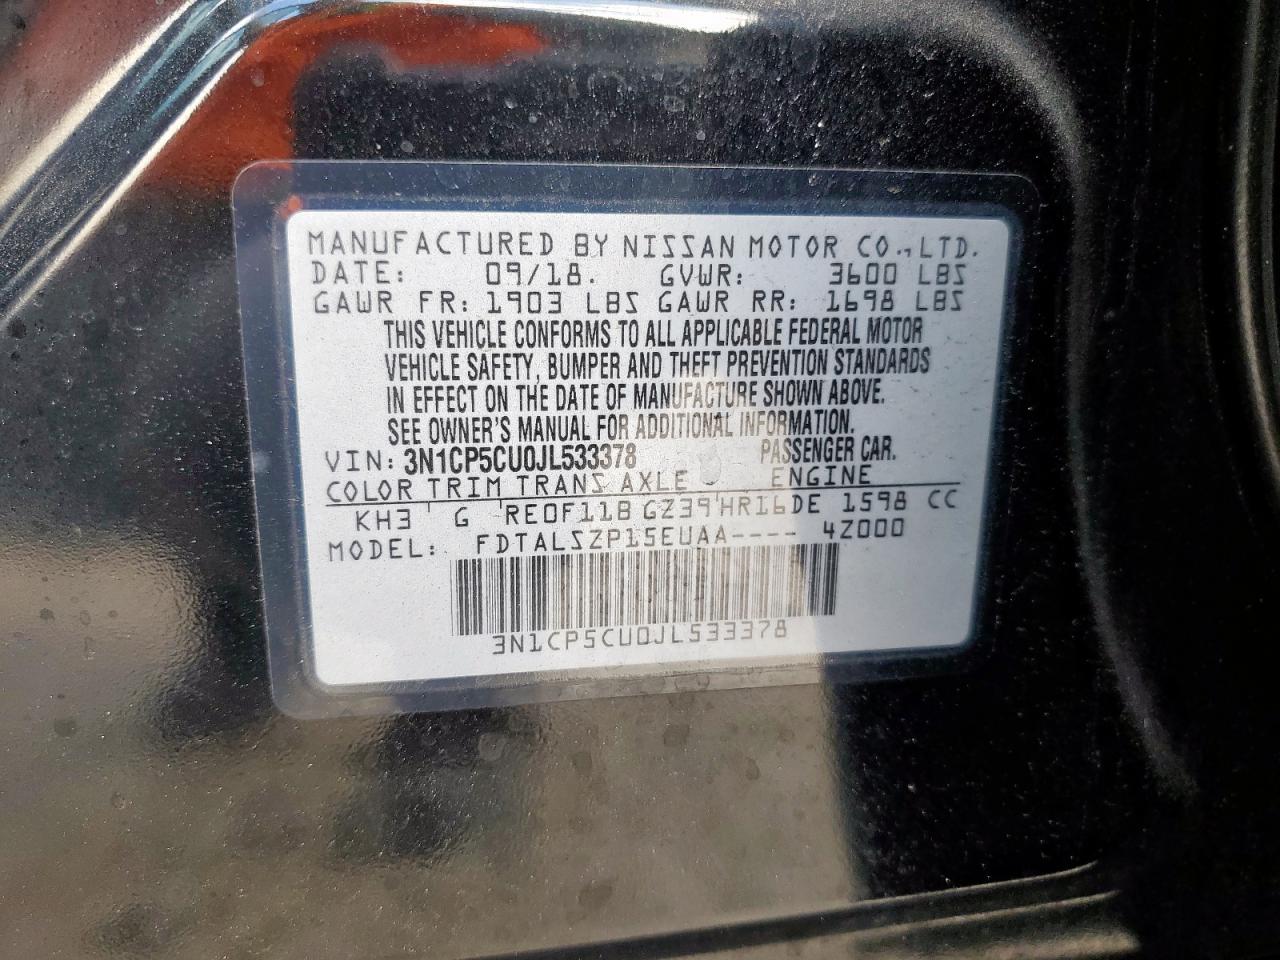 MANUFACTURED BY NISSAN MOTOR CO., LTD.
DATE: 09/18. GVWR: 3600 LBS
GAWR FR: 1903 LBS GAWR RR: 1698 LBS
THIS VEHICLE CONFORMS TO ALL APPLICABLE FEDERAL MOTOR
VEHICLE SAFETY, BUMPER AND THEFT PREVENTION STANDARDS
IN EFFECT ON THE DATE OF MANUFACTURE SHOWN ABOVE.
SEE OWNER'S MANUAL FOR ADDITIONAL INFORMATION.
VIN: 3N1CP5CU0JL533378 PASSENGER CAR.
COLOR TRIM TRANS AXLE ENGINE
KH3 G RE0F11B GZ39 HR16DE 1598 CC
MODEL: FDTALSZP15EUAA---- 4Z000
3N1CP5CU0JL533378